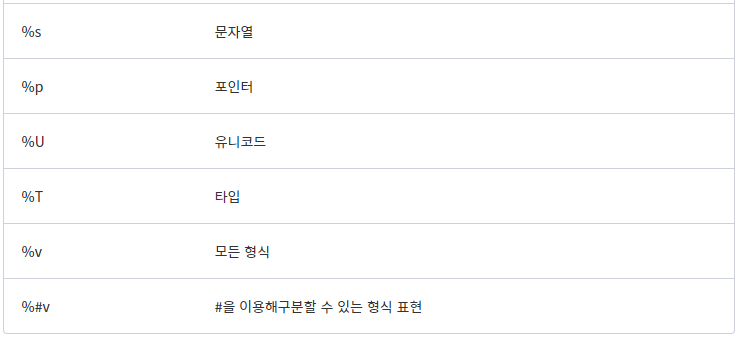 %s 문자열
%p 포인터
%U 유니코드
%T 타입
%v 모든 형식
%#v #을 이용해구분할 수 있는 형식 표현